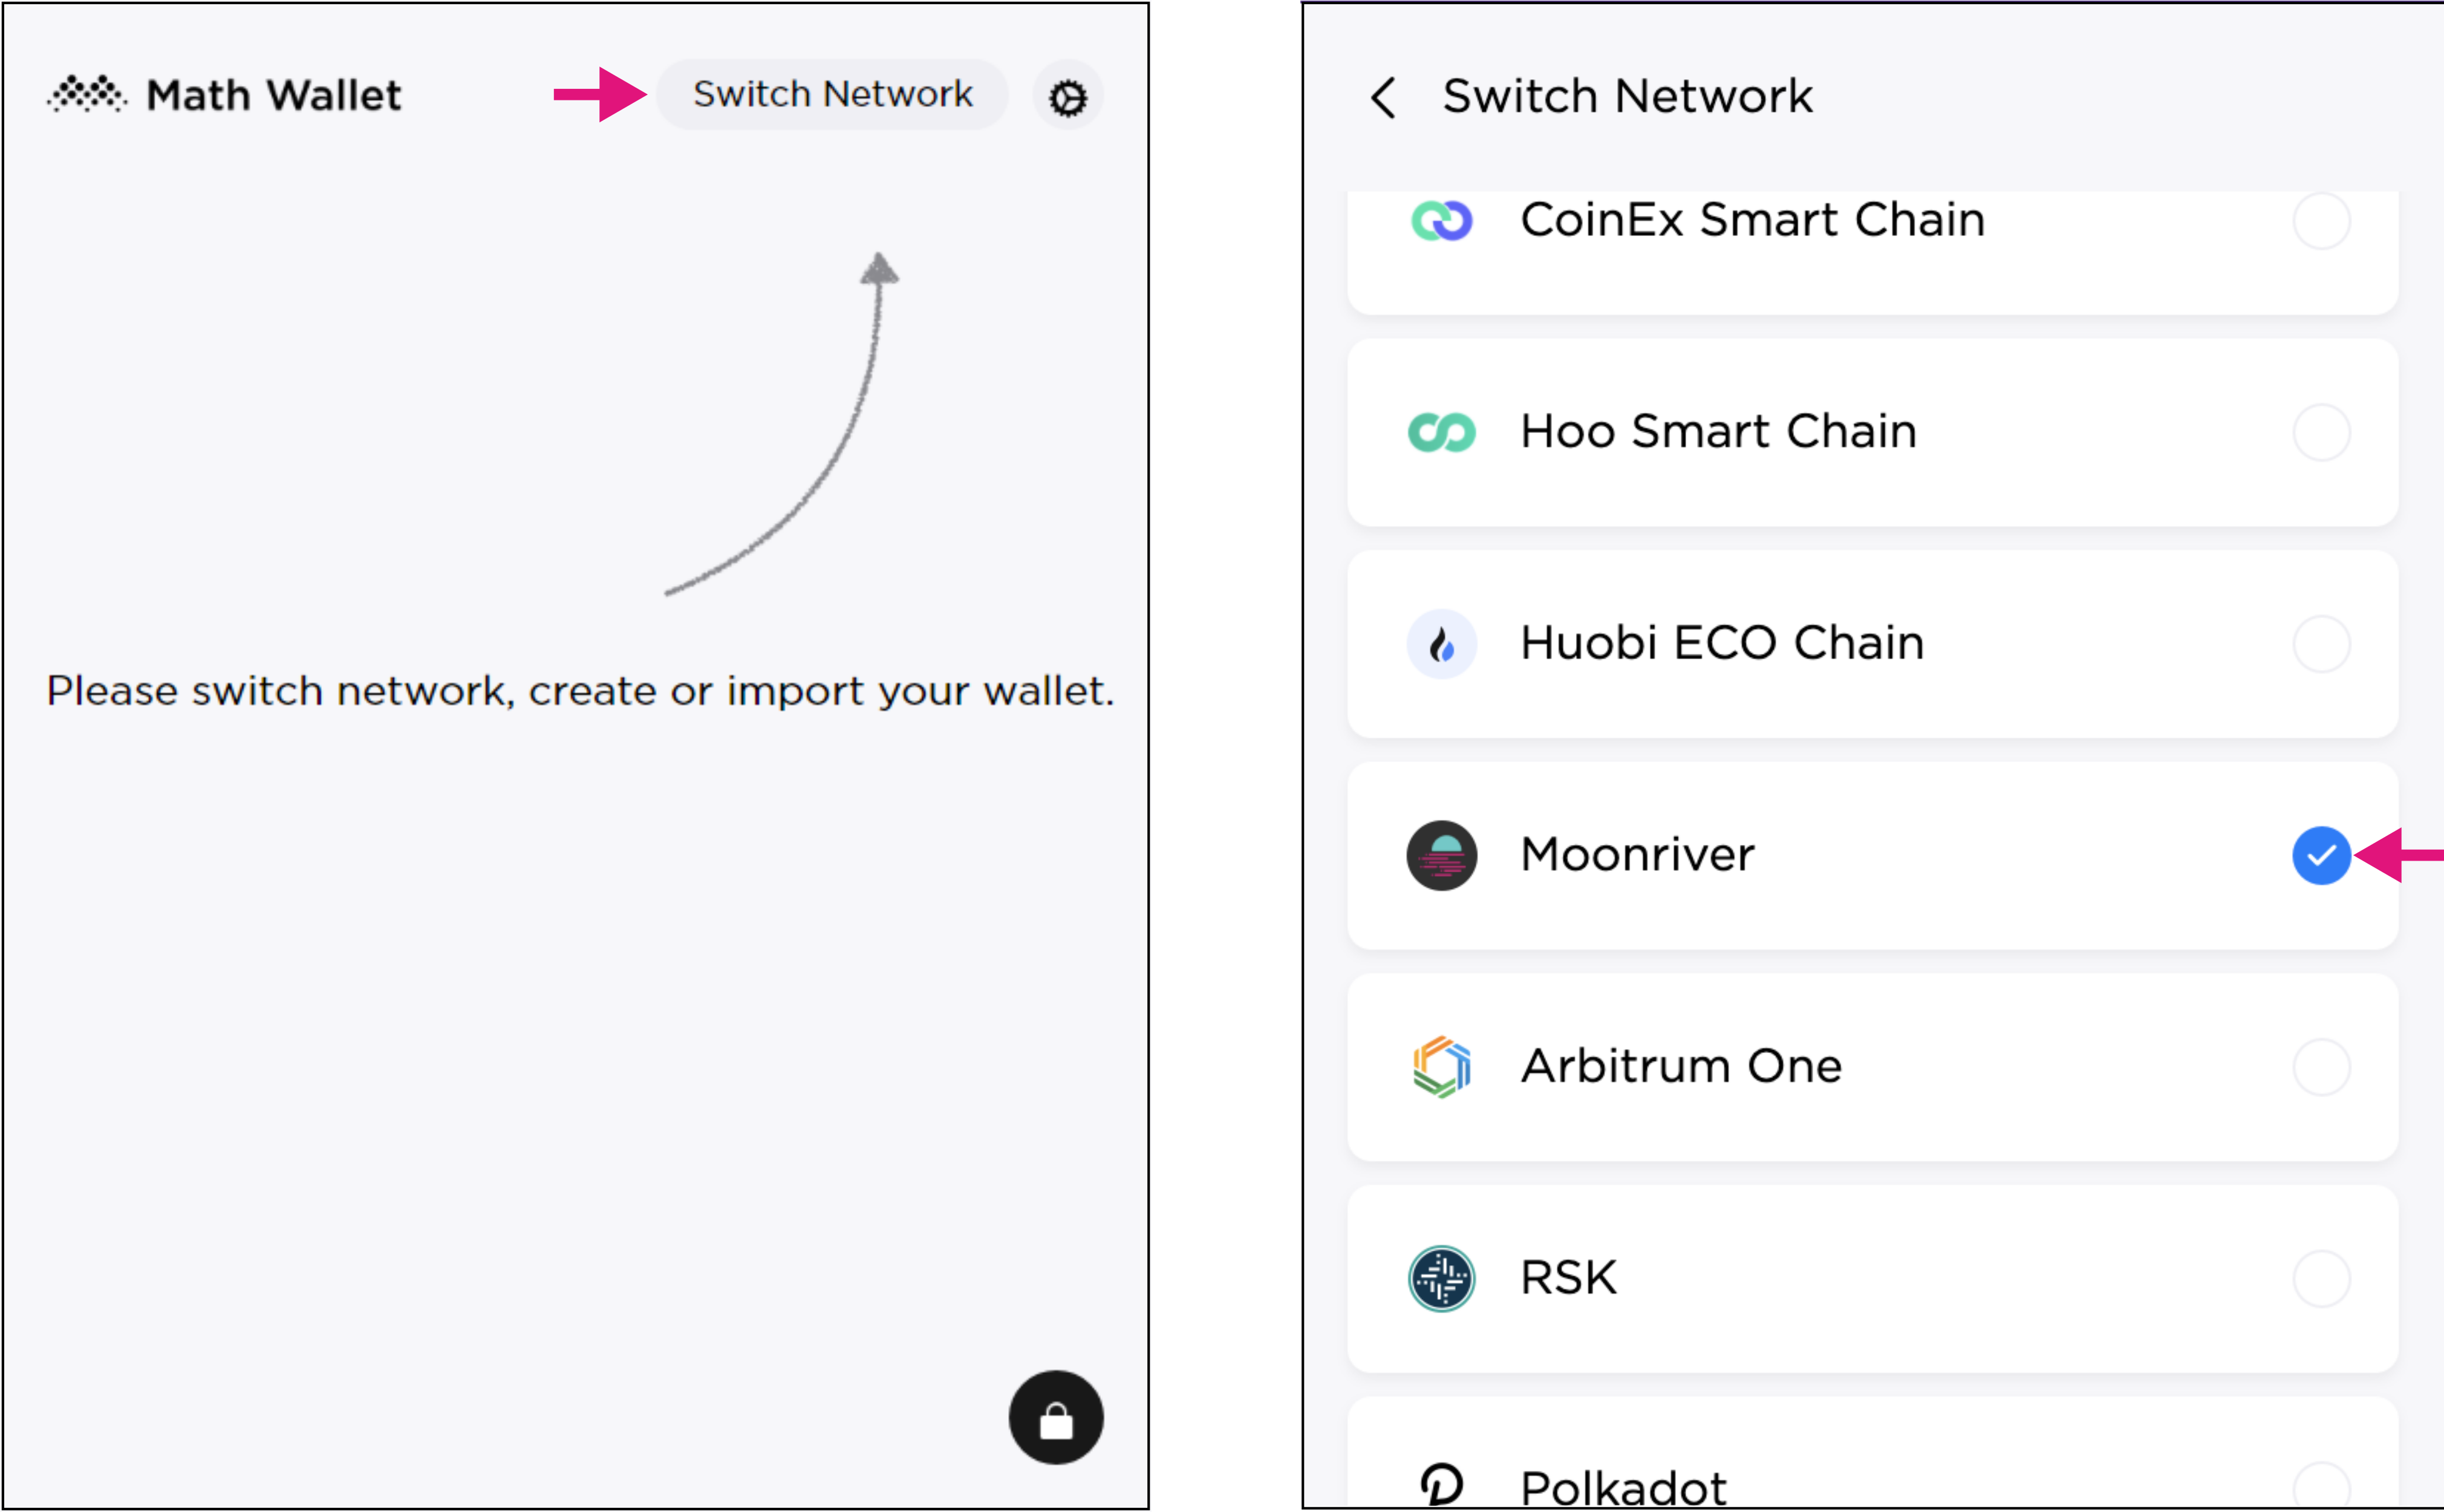 Math Wallet
Switch Network
Please switch network, create or import your wallet.
Switch Network
CoinEx Smart Chain
Hoo Smart Chain
Huobi ECO Chain
Moonriver
Arbitrum One
RSK
Polkadot